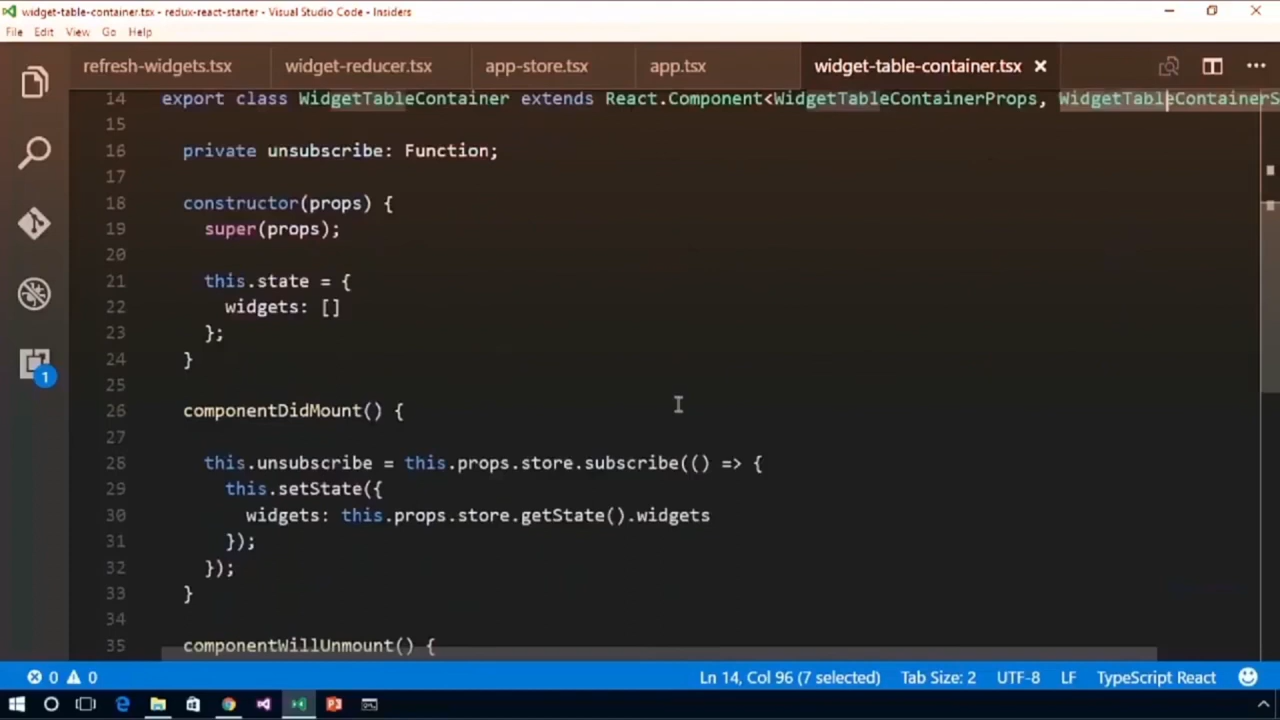 widget-table-container.tsx - redux-react-starter - Visual Studio Code - Insiders
File Edit View Go Help
refresh-widgets.tsx widget-reducer.tsx app-store.tsx app.tsx widget-table-container.tsx
14 export class WidgetTableContainer extends React.Component<WidgetTableContainerProps, WidgetTableContainerS
15
16 private unsubscribe: Function;
17
18 constructor(props) {
19 super(props);
20
21 this.state = {
22 widgets: []
23 };
24 }
25
26 componentDidMount() {
27
28 this.unsubscribe = this.props.store.subscribe(() => {
29 this.setState({
30 widgets: this.props.store.getState().widgets
31 });
32 });
33 }
34
35 componentWillUnmount() {
1
0 0 Ln 14, Col 96 (7 selected) Tab Size: 2 UTF-8 LF TypeScript React